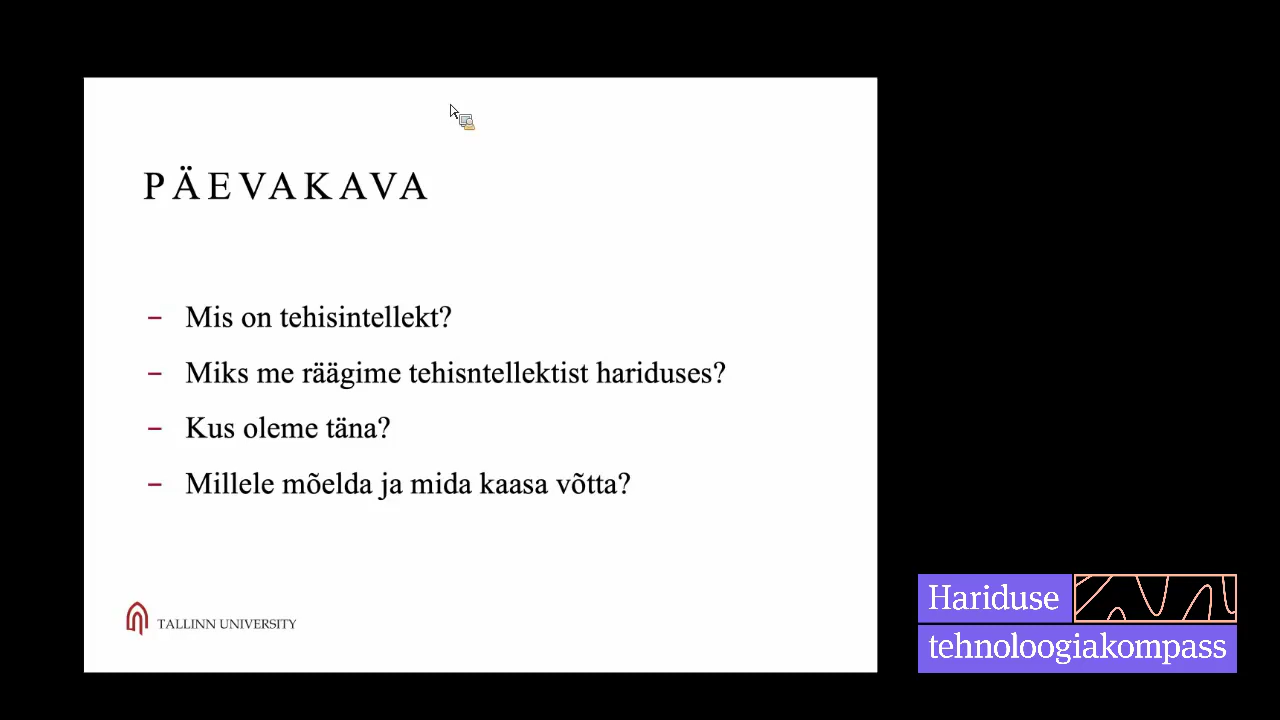 PÄEVAKAVA
– Mis on tehisintellekt?
– Miks me räägime tehisntellektist hariduses?
– Kus oleme täna?
– Millele mõelda ja mida kaasa võtta?
TALLINN UNIVERSITY
Hariduse
tehnoloogiakompass